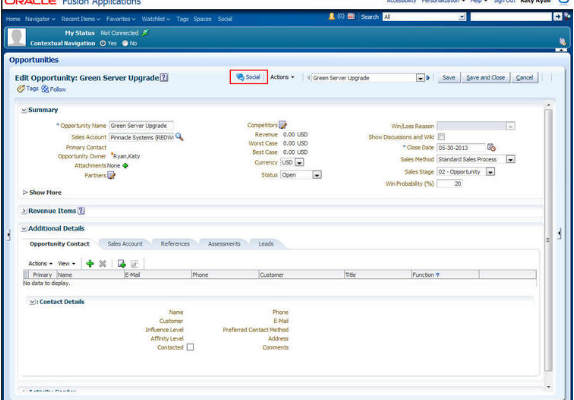 ORACLE Fusion Applications
Accessibility Personalization Help Sign Out Katy Ryan
Home Navigator Recent Items Favorites Watchlist Tags Spaces Social (0) Search All
My Status Not Connected
Contextual Navigation Yes No
Opportunities
Edit Opportunity: Green Server Upgrade Social Actions Green Server Upgrade Save Save and Close Cancel
Tags Follow
Summary
* Opportunity Name Green Server Upgrade
Sales Account Pinnacle Systems (REDW
Primary Contact
Opportunity Owner Ryan,Katy
Attachments None
Partners
Competitors
Revenue 0.00 USD
Worst Case 0.00 USD
Best Case 0.00 USD
Currency USD
Status Open
Win/Loss Reason
Show Discussions and Wiki
* Close Date 05-30-2013
Sales Method Standard Sales Process
Sales Stage 02 - Opportunity
Win Probability (%) 20
Show More
Revenue Items
Additional Details
Opportunity Contact Sales Account References Assessments Leads
Actions View
Primary Name E-Mail Phone Customer Title Function
No data to display.
: Contact Details
Name
Customer
Influence Level
Affinity Level
Contacted
Phone
E-Mail
Preferred Contact Method
Address
Comments